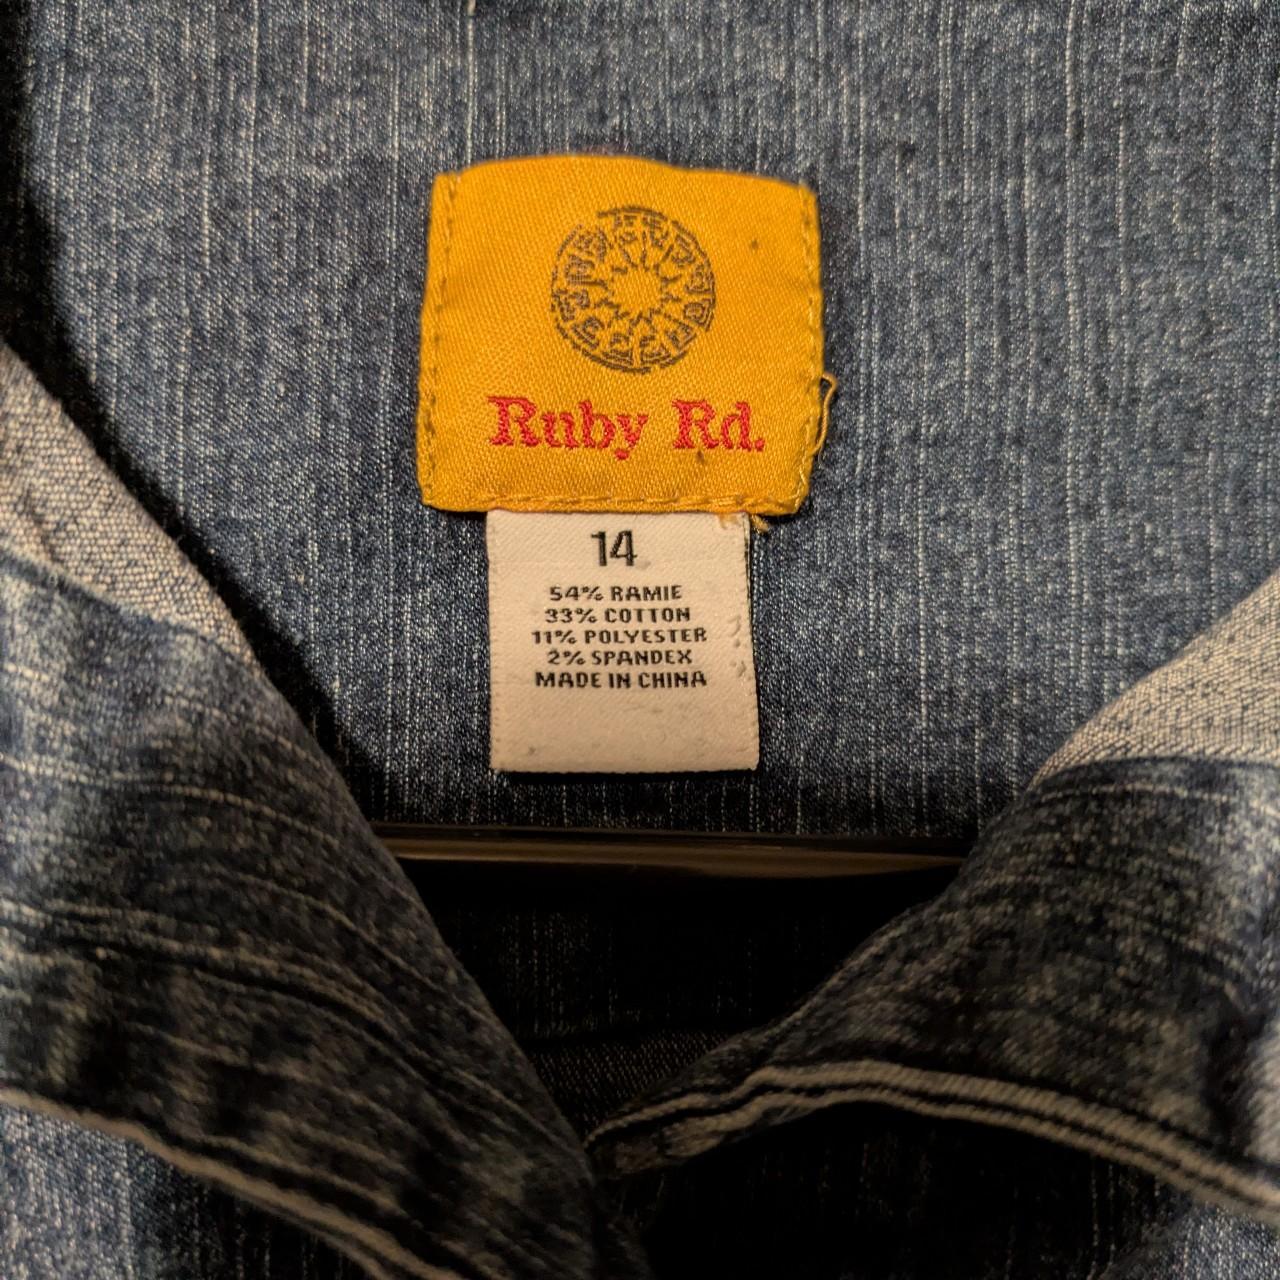 Ruby Rd.
14
54% RAMIE
33% COTTON
11% POLYESTER
2% SPANDEX
MADE IN CHINA